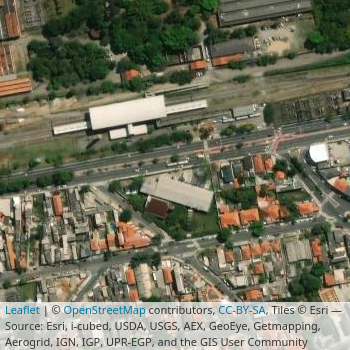 Leaflet | © OpenStreetMap contributors, CC-BY-SA, Tiles © Esri —
Source: Esri, i-cubed, USDA, USGS, AEX, GeoEye, Getmapping,
Aerogrid, IGN, IGP, UPR-EGP, and the GIS User Community